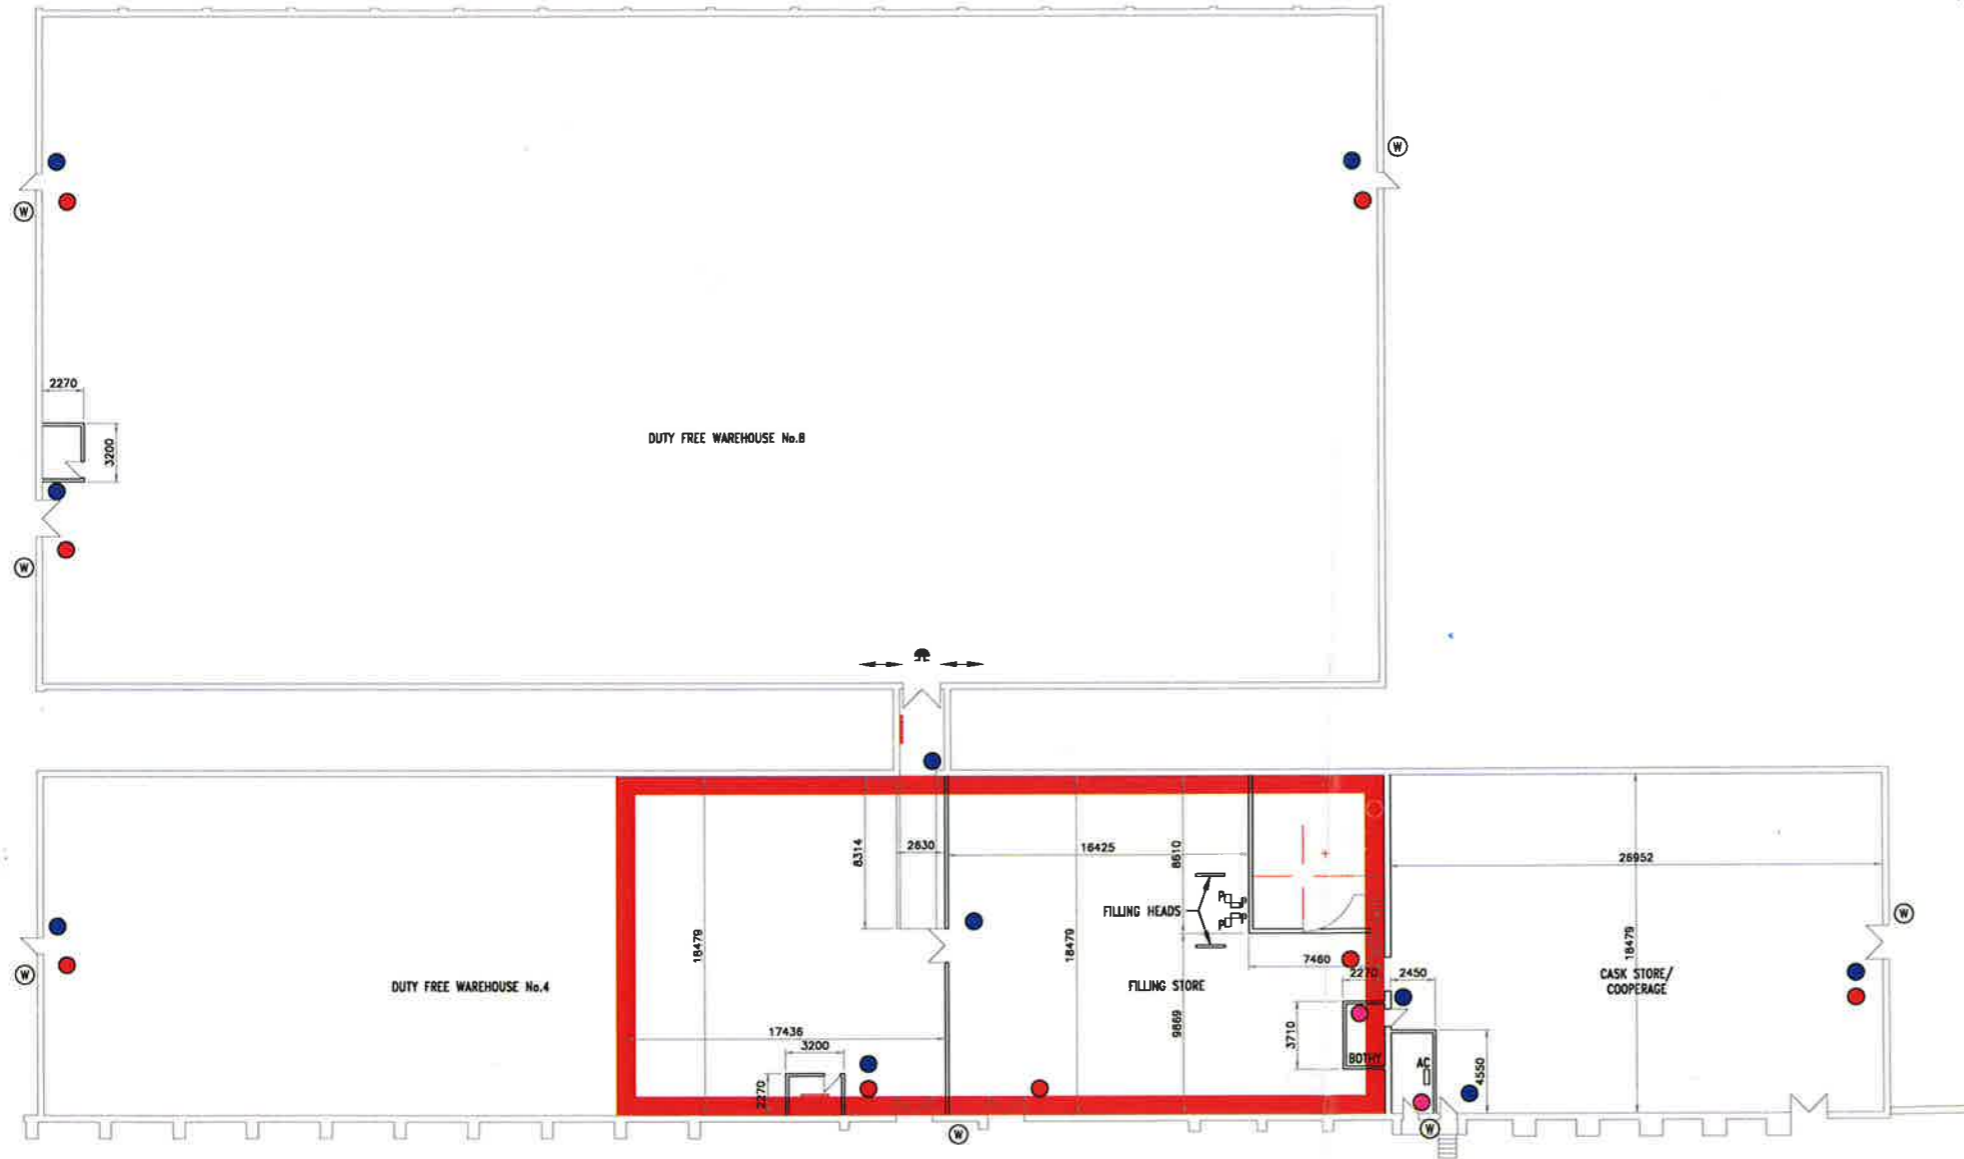 W
W
2270
3200
DUTY FREE WAREHOUSE No.8
W
8314
2630
16425
8610
26952
FILLING HEADS
P
P
P
P
W
18479
18479
18479
7460
2270
2450
CASK STORE/
COOPERAGE
W
DUTY FREE WAREHOUSE No.4
FILLING STORE
17436
9869
3710
3200
BOTHY
AC
4550
2270
W
W